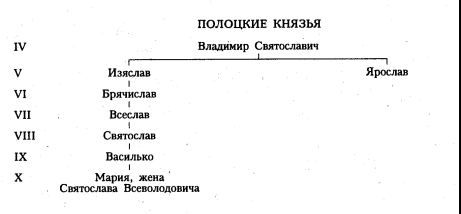 ПОЛОЦКИЕ КНЯЗЬЯ
IV Владимир Святославич
V Изяслав Ярослав
VI Брячислав
VII Всеслав
VIII Святослав
IX Василько
X Мария, жена
Святослава Всеволодовича